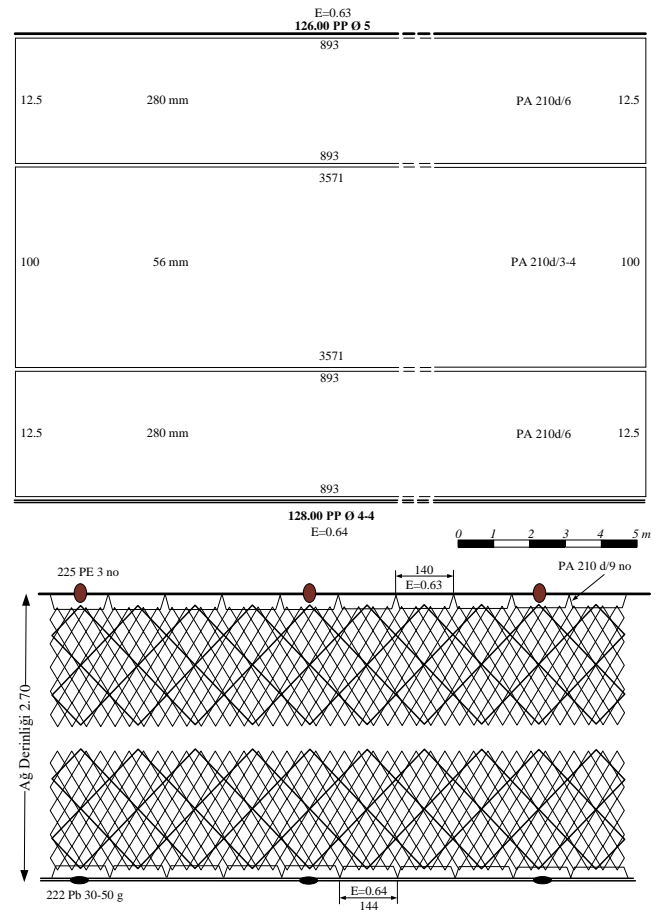 E=0.63
126.00 PP Ø 5
893
12.5 280 mm PA 210d/6 12.5
893
3571
100 56 mm PA 210d/3-4 100
3571
893
12.5 280 mm PA 210d/6 12.5
893
128.00 PP Ø 4-4
E=0.64
0 1 2 3 4 5 m
225 PE 3 no
140
E=0.63
PA 210 d/9 no
Ağ Derinliği 2.70
222 Pb 30-50 g
E=0.64
144